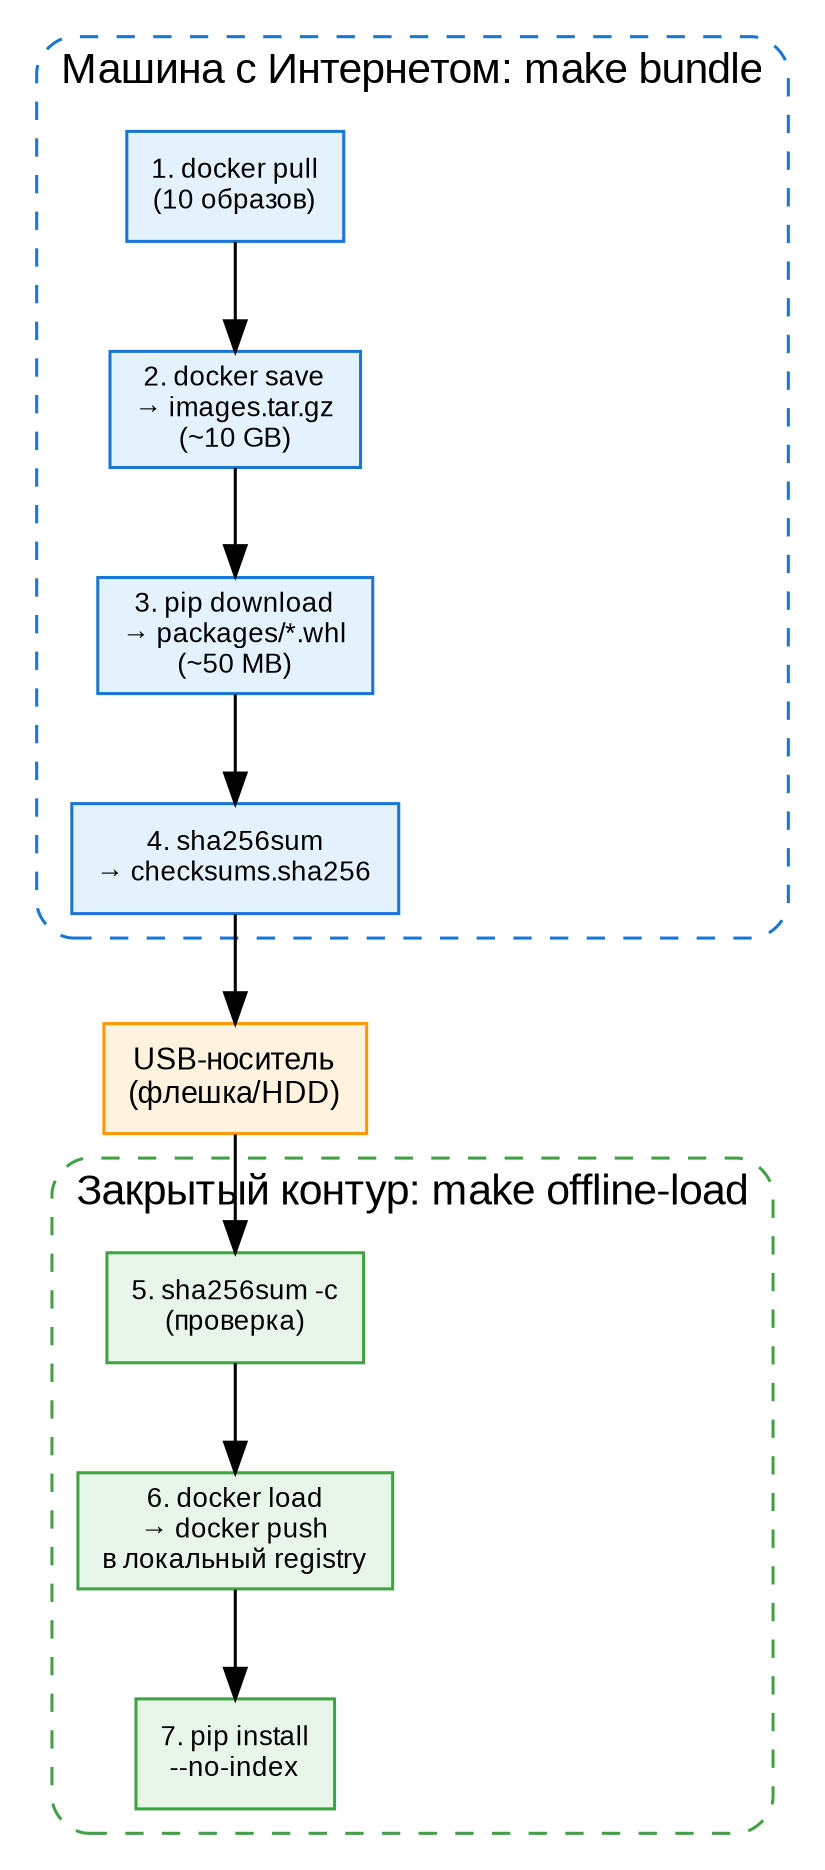 Машина с Интернетом: make bundle
1. docker pull
(10 образов)
2. docker save
→ images.tar.gz
(~10 GB)
3. pip download
→ packages/*.whl
(~50 MB)
4. sha256sum
→ checksums.sha256
USB-носитель
(флешка/HDD)
Закрытый контур: make offline-load
5. sha256sum -c
(проверка)
6. docker load
→ docker push
в локальный registry
7. pip install
--no-index